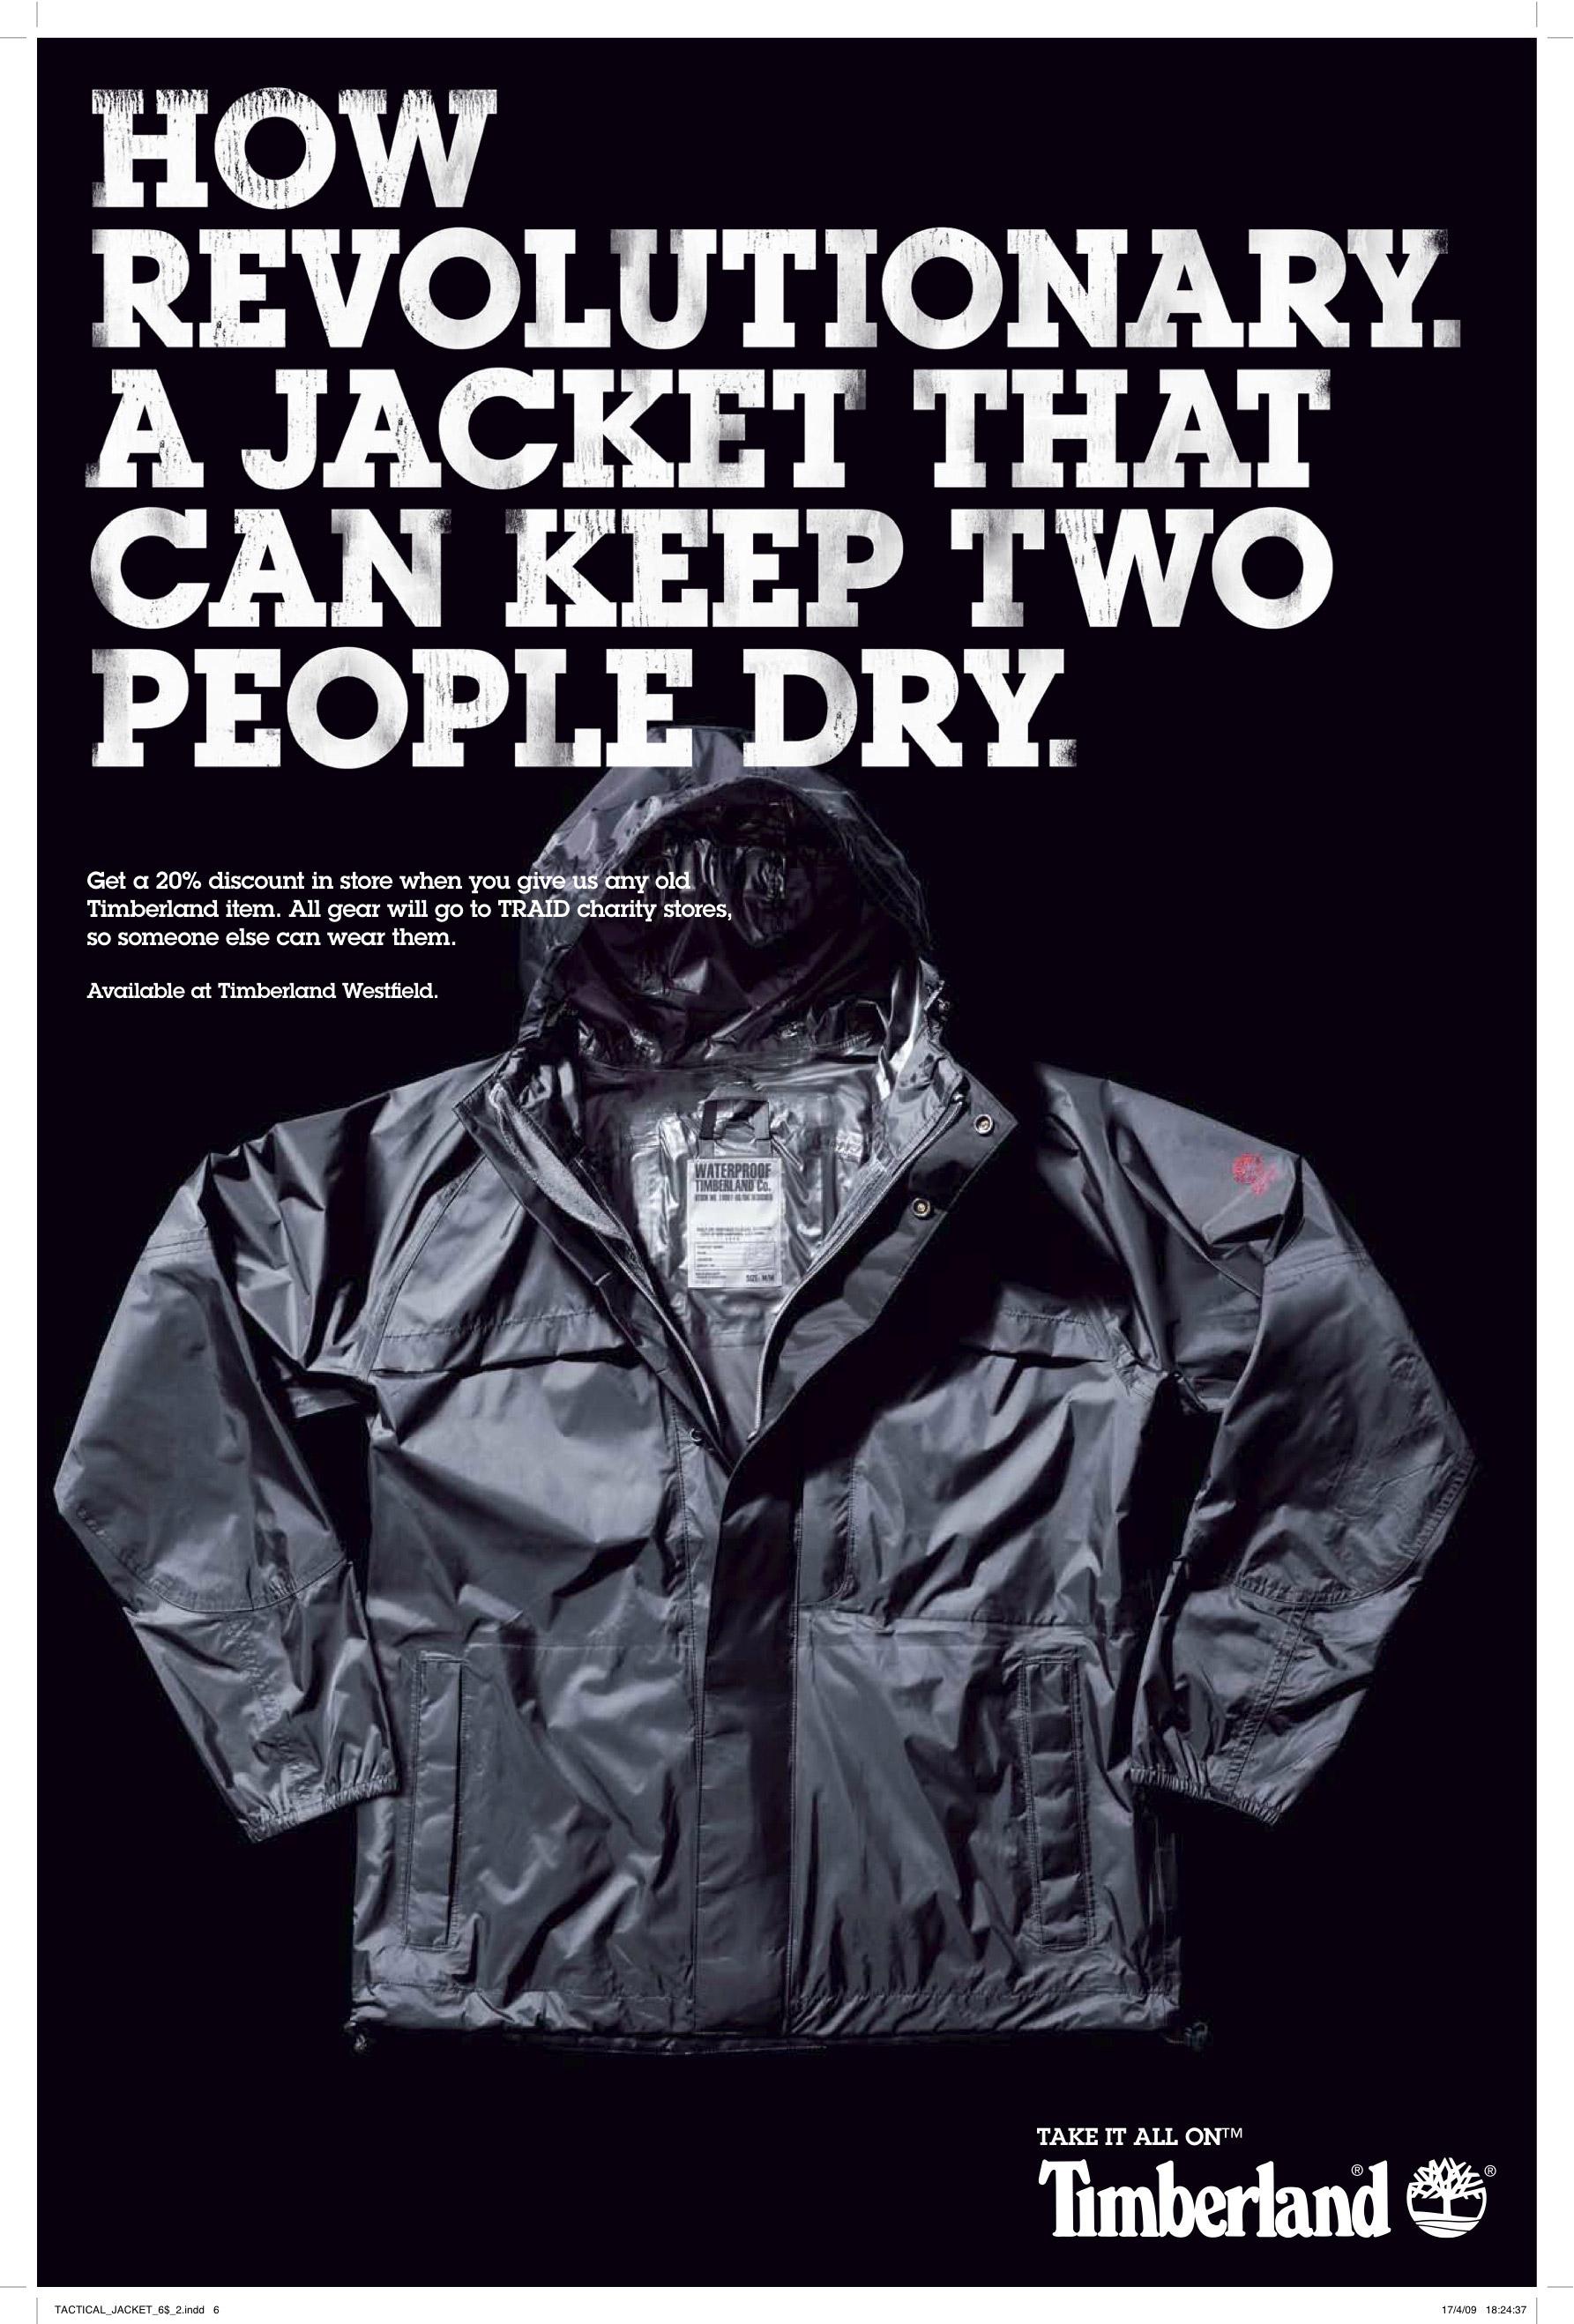 HOW
REVOLUTIONARY.
A JACKET THAT
CAN KEEP TWO
PEOPLE DRY.
Get a 20% discount in store when you give us any old
Timberland item. All gear will go to TRAID charity stores,
so someone else can wear them.
Available at Timberland Westfield.
WATERPROOF
TIMBERLAND Co.
SIZE: M/M
TAKE IT ALL ON™
Timberland® ®
TACTICAL_JACKET_6$_2.indd 6 17/4/09 18:24:37